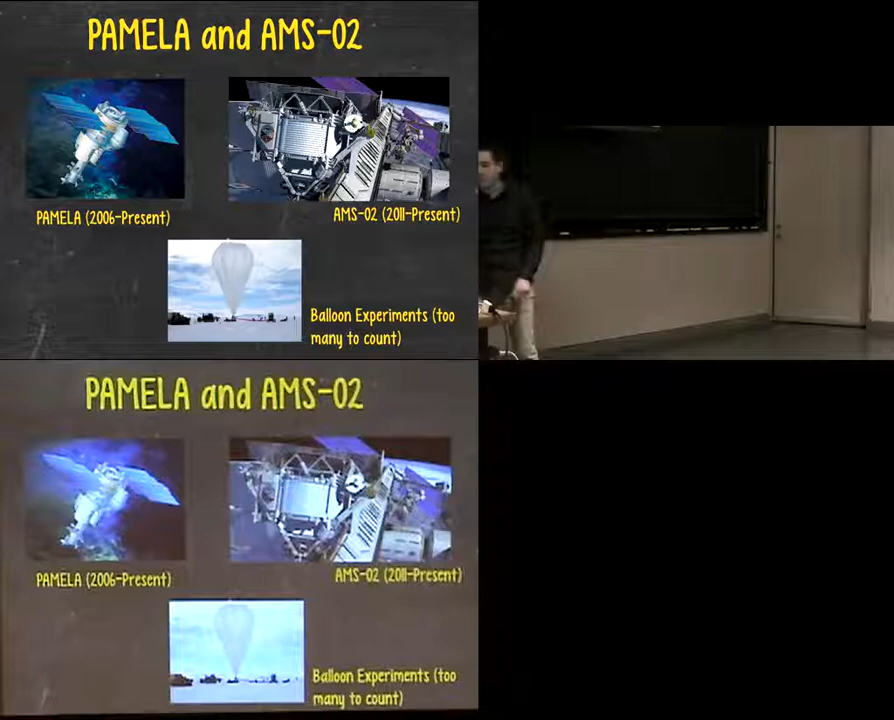 PAMELA and AMS-02
PAMELA (2006-Present)
AMS-02 (2011-Present)
Balloon Experiments (too
many to count)
PAMELA and AMS-02
PAMELA (2006-Present)
AMS-02 (2011-Present)
Balloon Experiments (too
many to count)